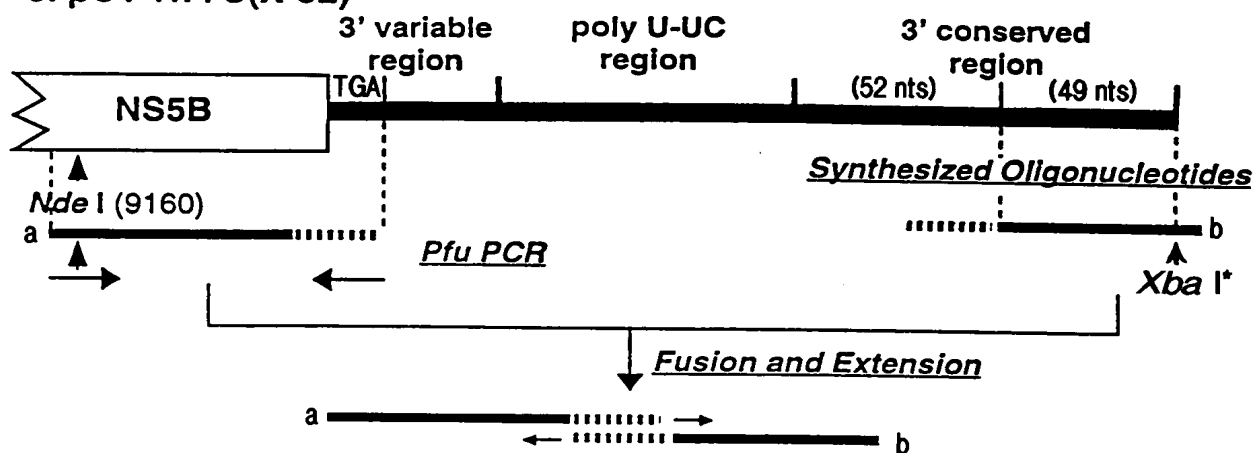 3' variable region
poly U-UC region
3' conserved region
NS5B
TGA
(52 nts)
(49 nts)
Synthesized Oligonucleotides
Nde I (9160)
a
b
Pfu PCR
Xba I*
Fusion and Extension
a
b